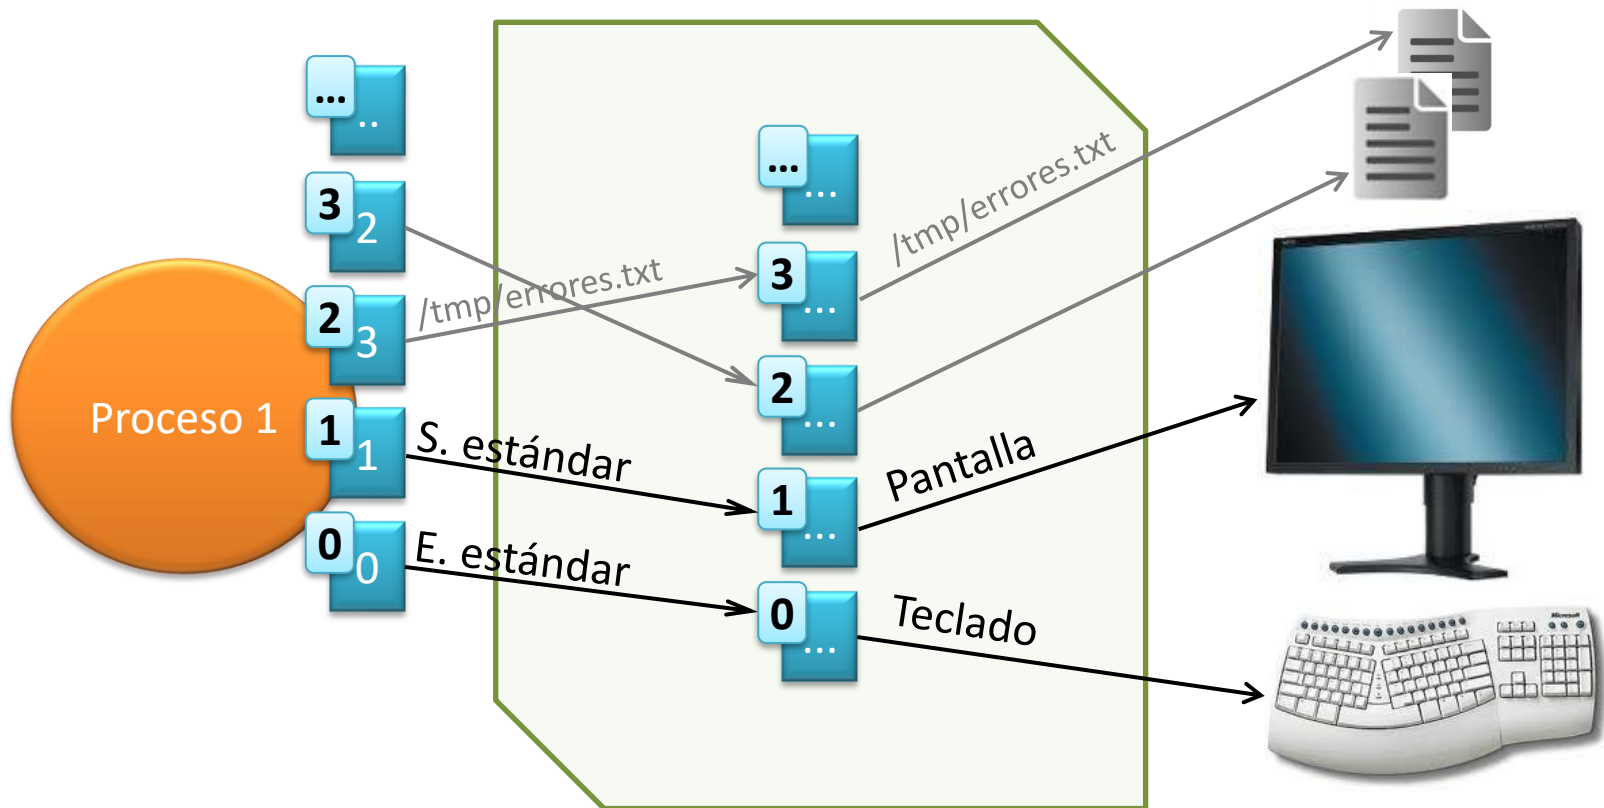 ...
..
3
2
2
3
/tmp/errores.txt
Proceso 1
1
1
S. estándar
0
0
E. estándar
...
...
3
...
/tmp/errores.txt
2
...
1
...
Pantalla
0
...
Teclado
Microsoft